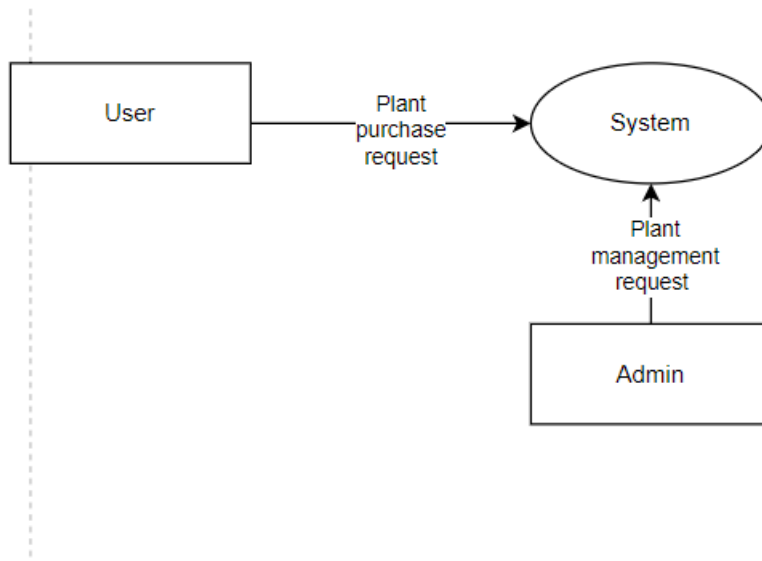 User
Plant
purchase
request
System
Plant
management
request
Admin